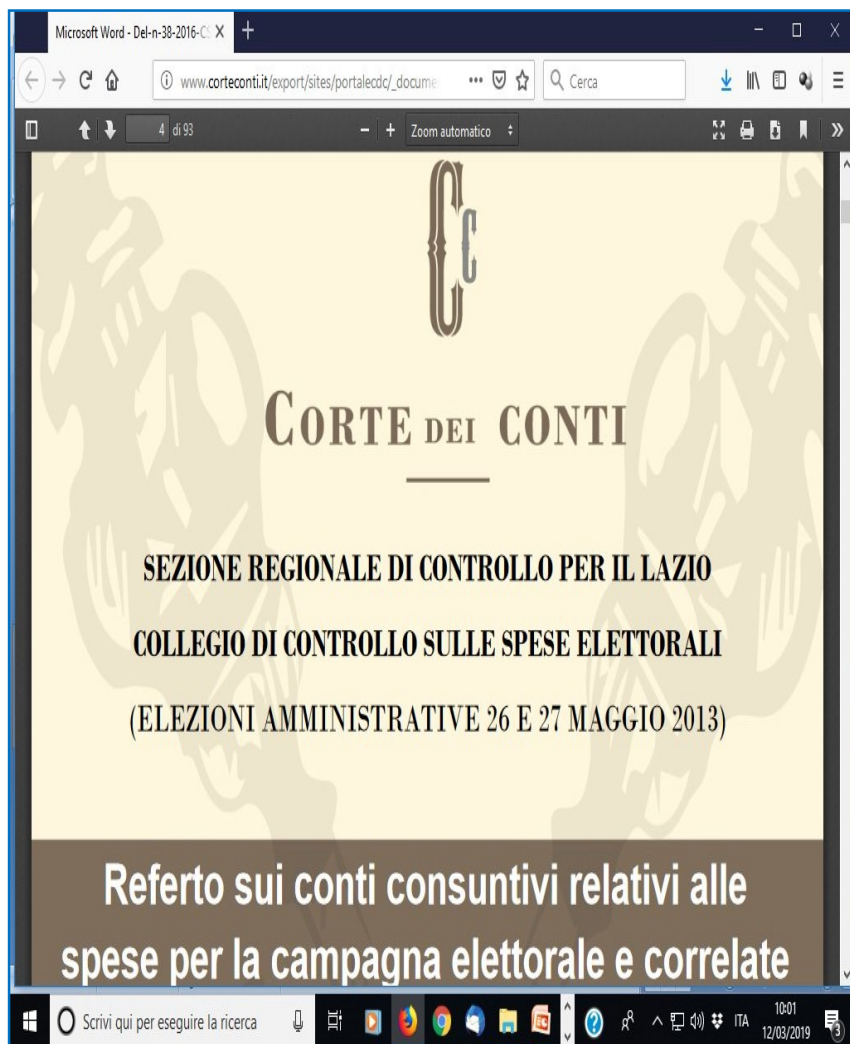 Microsoft Word - Del-n-38-2016-CS
www.corteconti.it/export/sites/portalecdc/_docume
Cerca
4 di 93
Zoom automatico
Cc
CORTE DEI CONTI
SEZIONE REGIONALE DI CONTROLLO PER IL LAZIO
COLLEGIO DI CONTROLLO SULLE SPESE ELETTORALI
(ELEZIONI AMMINISTRATIVE 26 E 27 MAGGIO 2013)
Referto sui conti consuntivi relativi alle
spese per la campagna elettorale e correlate
Scrivi qui per eseguire la ricerca
ITA
10:01
12/03/2019
3